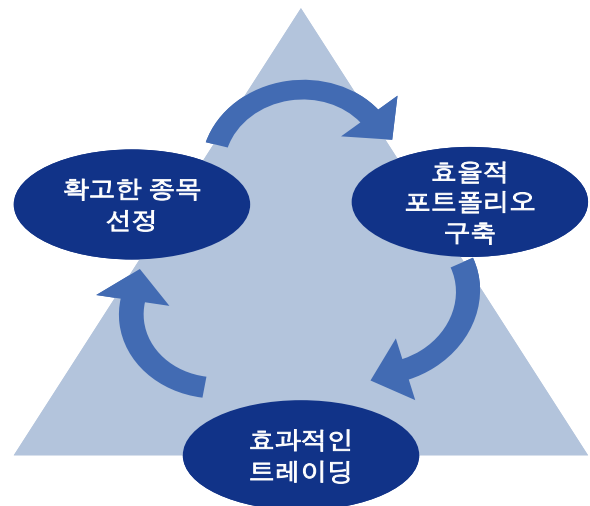 확고한 종목
선정
효율적
포트폴리오
구축
효과적인
트레이딩